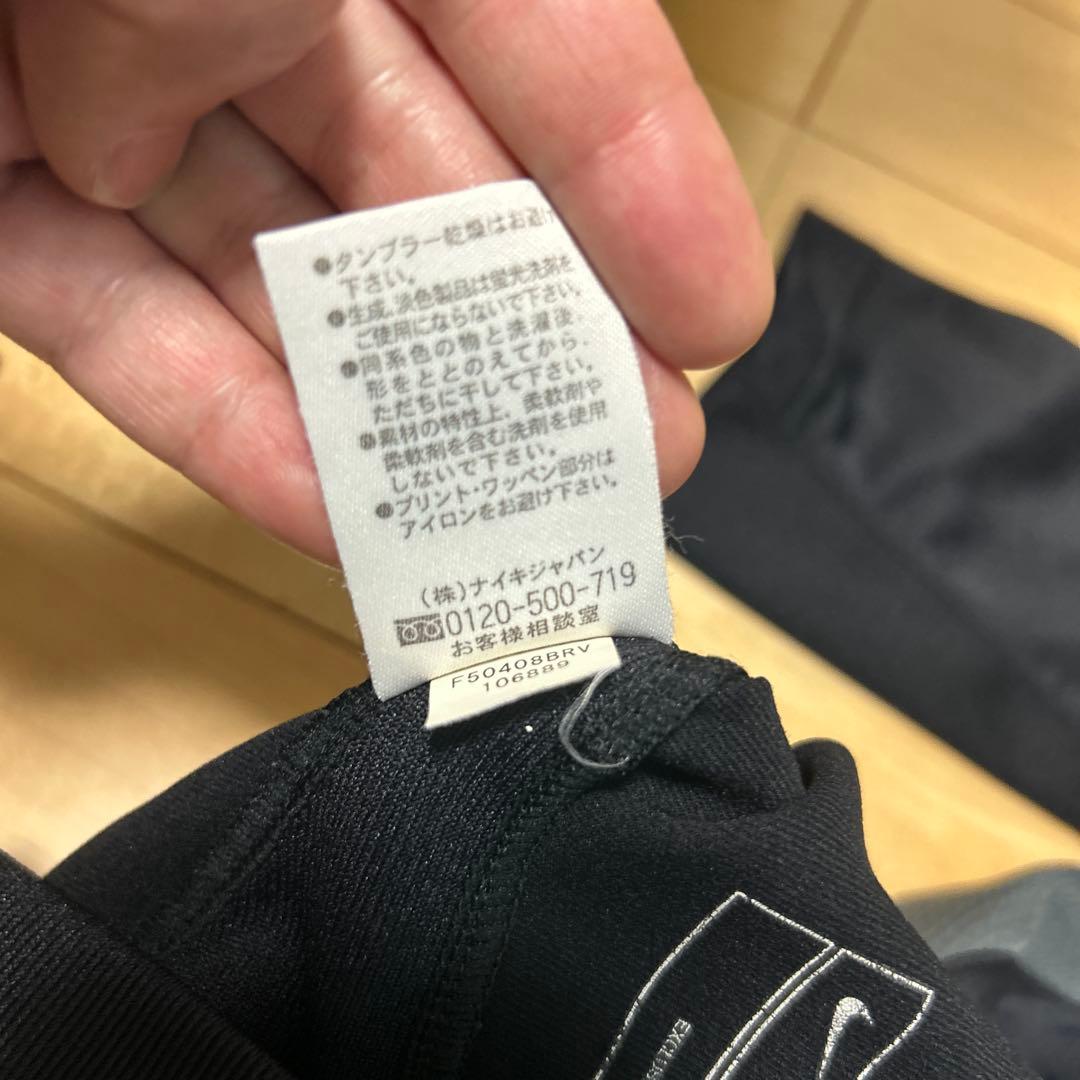 ●タンブラー乾燥はお避け
下さい。
●生成、淡色製品は蛍光洗剤を
ご使用にならないで下さい。
●同系色の物と洗濯後、
形をととのえてから、
ただちに干して下さい。
●素材の特性上、柔軟剤や
柔軟剤を含む洗剤を使用
しないで下さい。
●プリント・ワッペン部分は
アイロンをお避け下さい。
(株)ナイキジャパン
0120-500-719
お客様相談室
F50408BRV
106889